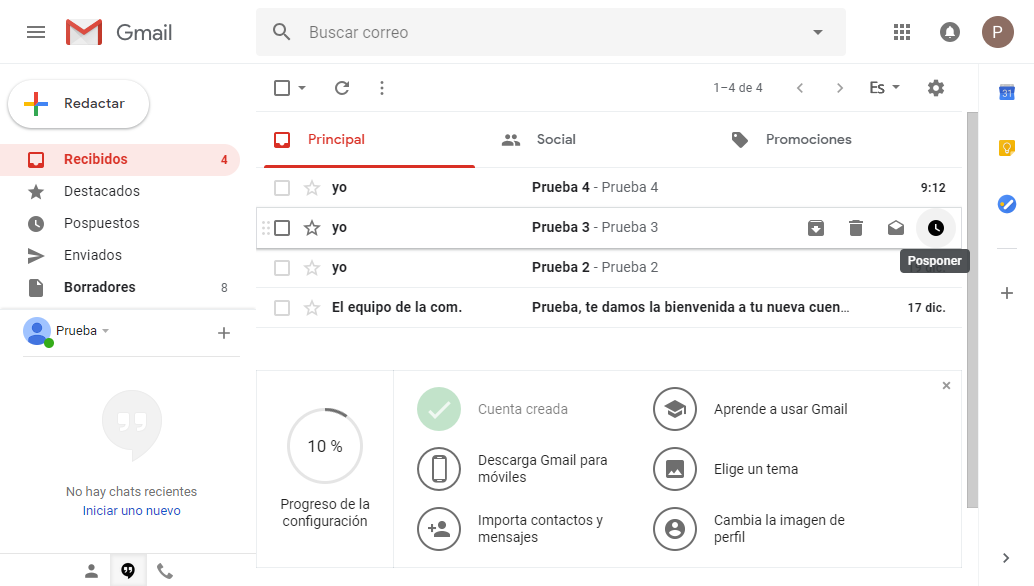 Gmail
Buscar correo
P
Redactar
1–4 de 4
Es
31
Recibidos 4
Destacados
Pospuestos
Enviados
Borradores 8
Prueba
No hay chats recientes
Iniciar uno nuevo
Principal
Social
Promociones
yo Prueba 4 - Prueba 4 9:12
yo Prueba 3 - Prueba 3
Posponer
yo Prueba 2 - Prueba 2 19 dic.
El equipo de la com. Prueba, te damos la bienvenida a tu nueva cuen… 17 dic.
10 %
Progreso de la
configuración
Cuenta creada
Descarga Gmail para
móviles
Importa contactos y
mensajes
Aprende a usar Gmail
Elige un tema
Cambia la imagen de
perfil